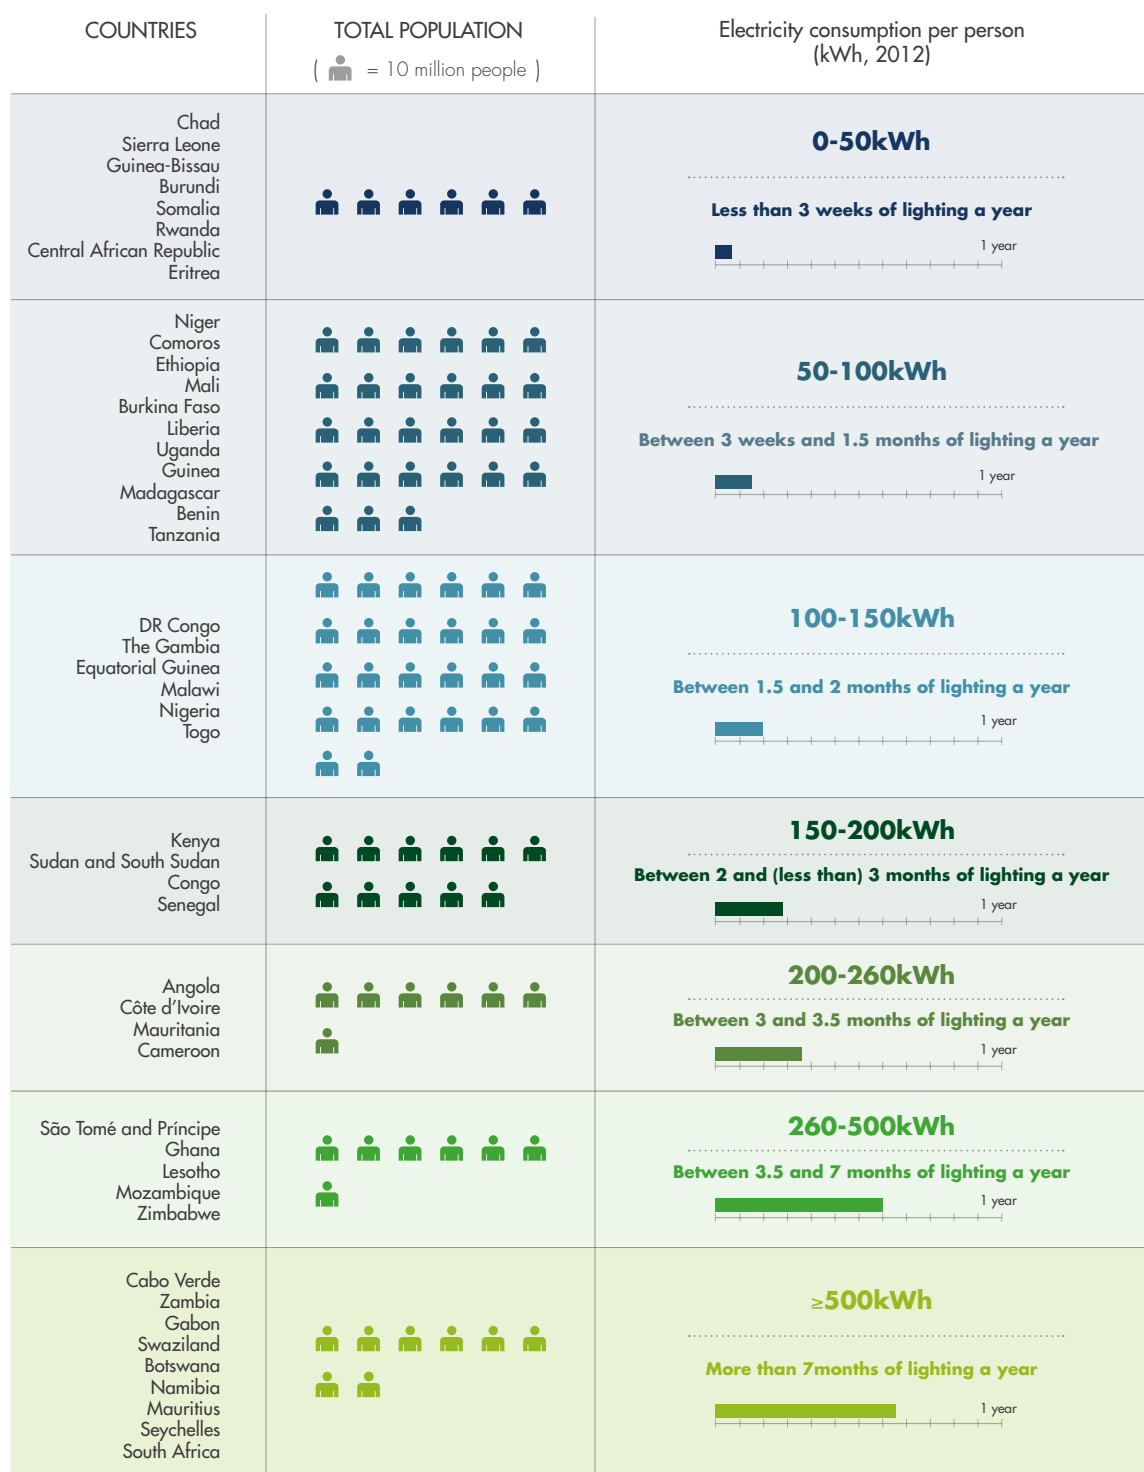 COUNTRIES
TOTAL POPULATION
( = 10 million people )
Electricity consumption per person
(kWh, 2012)
Chad
Sierra Leone
Guinea-Bissau
Burundi
Somalia
Rwanda
Central African Republic
Eritrea
0-50kWh
Less than 3 weeks of lighting a year
1 year
Niger
Comoros
Ethiopia
Mali
Burkina Faso
Liberia
Uganda
Guinea
Madagascar
Benin
Tanzania
50-100kWh
Between 3 weeks and 1.5 months of lighting a year
1 year
DR Congo
The Gambia
Equatorial Guinea
Malawi
Nigeria
Togo
100-150kWh
Between 1.5 and 2 months of lighting a year
1 year
Kenya
Sudan and South Sudan
Congo
Senegal
150-200kWh
Between 2 and (less than) 3 months of lighting a year
1 year
Angola
Côte d'Ivoire
Mauritania
Cameroon
200-260kWh
Between 3 and 3.5 months of lighting a year
1 year
São Tomé and Príncipe
Ghana
Lesotho
Mozambique
Zimbabwe
260-500kWh
Between 3.5 and 7 months of lighting a year
1 year
Cabo Verde
Zambia
Gabon
Swaziland
Botswana
Namibia
Mauritius
Seychelles
South Africa
≥500kWh
More than 7months of lighting a year
1 year